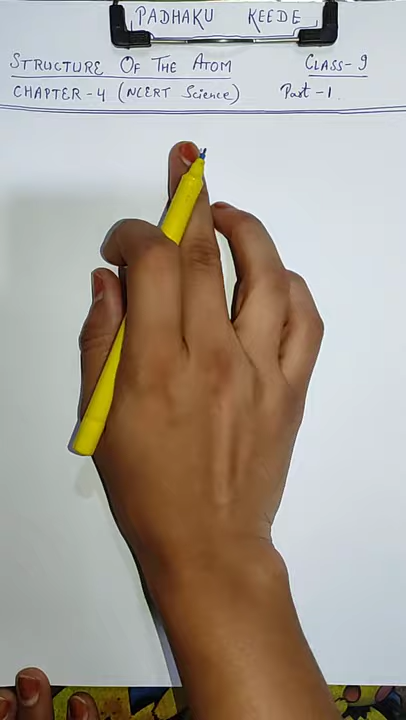 PADHAKU KEEDE
STRUCTURE OF THE ATOM CLASS-9
CHAPTER-4 (NCERT Science) Part-1.